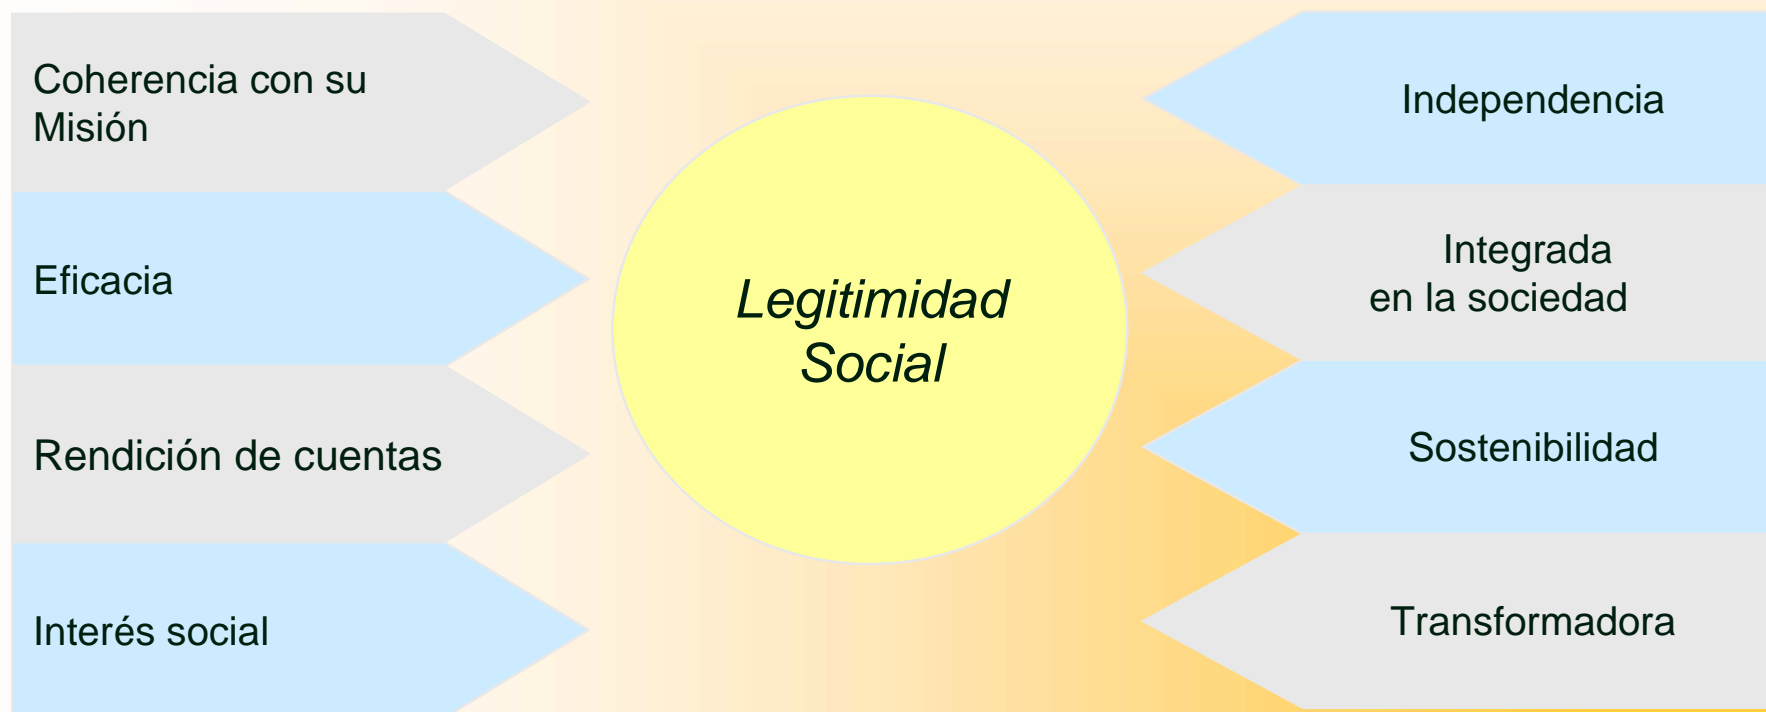 Coherencia con su
Misión
Eficacia
Rendición de cuentas
Interés social
Legitimidad
Social
Independencia
Integrada
en la sociedad
Sostenibilidad
Transformadora